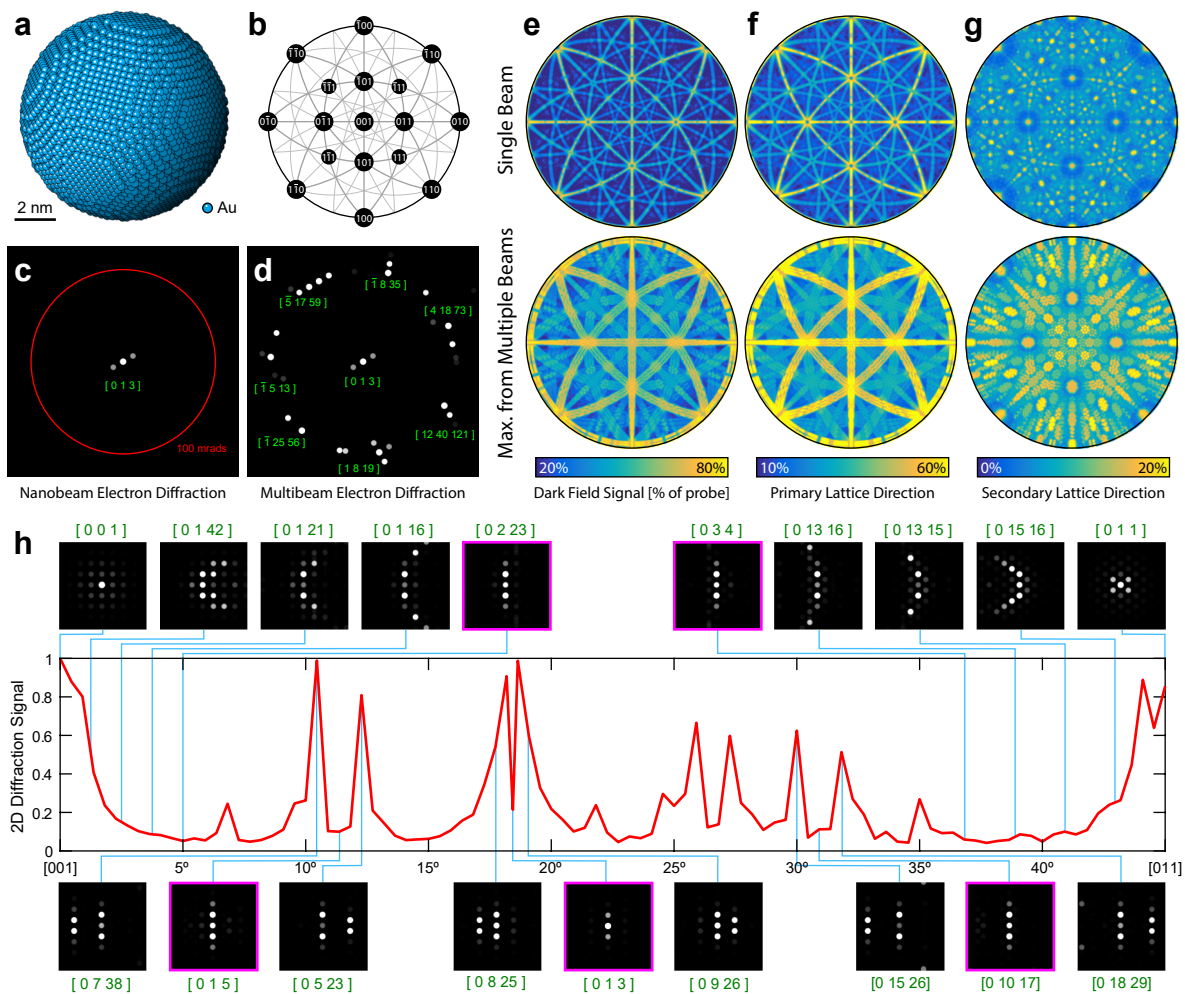 a
b
e
f
g
2 nm
Au
1̅00
1̅1̅0
1̅10
1̅01
01̅0
01̅1
001
011
010
101
11̅0
110
100
Single Beam
Max. from Multiple Beams
c
d
[ 0 1 3 ]
100 mrads
[ 5̅ 17 59 ]
[ 1̅ 8 35 ]
[ 4 18 73 ]
[ 0 1 3 ]
[ 1̅ 5 13 ]
[ 1̅ 25 56 ]
[ 12 40 121 ]
[ 1 8 19 ]
Nanobeam Electron Diffraction
Multibeam Electron Diffraction
20% 80%
Dark Field Signal [% of probe]
10% 60%
Primary Lattice Direction
0% 20%
Secondary Lattice Direction
h
[ 0 0 1 ] [ 0 1 42 ] [ 0 1 21 ] [ 0 1 16 ] [ 0 2 23 ] [ 0 3 4 ] [ 0 13 16 ] [ 0 13 15 ] [ 0 15 16 ] [ 0 1 1 ]
2D Diffraction Signal
1
0.8
0.6
0.4
0.2
0
[001] 5º 10º 15º 20º 25º 30º 35º 40º [011]
[ 0 7 38 ] [ 0 1 5 ] [ 0 5 23 ] [ 0 8 25 ] [ 0 1 3 ] [ 0 9 26 ] [0 15 26] [0 10 17] [0 18 29]